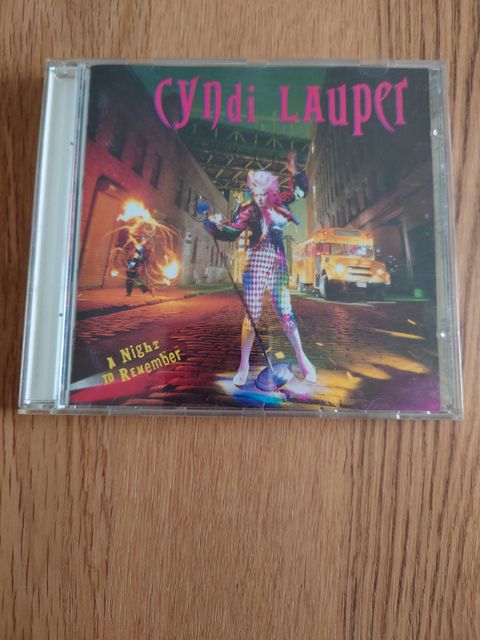 Cyndi Lauper
A Night
To Remember